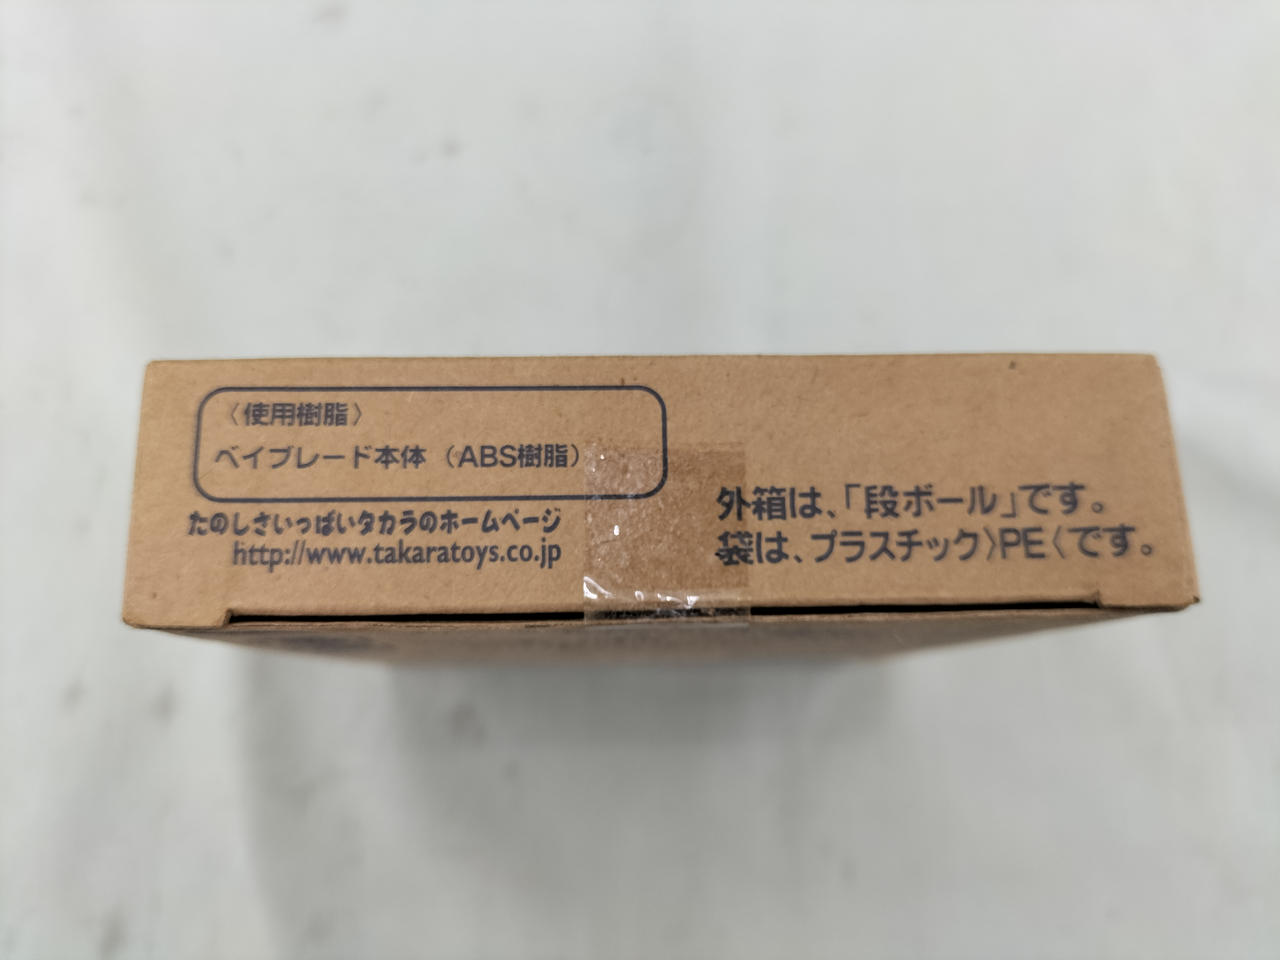 〈使用樹脂〉
ベイブレード本体（ABS樹脂）
たのしさいっぱいタカラのホームページ
http://www.takaratoys.co.jp
外箱は、「段ボール」です。
袋は、プラスチック〉PE〈です。